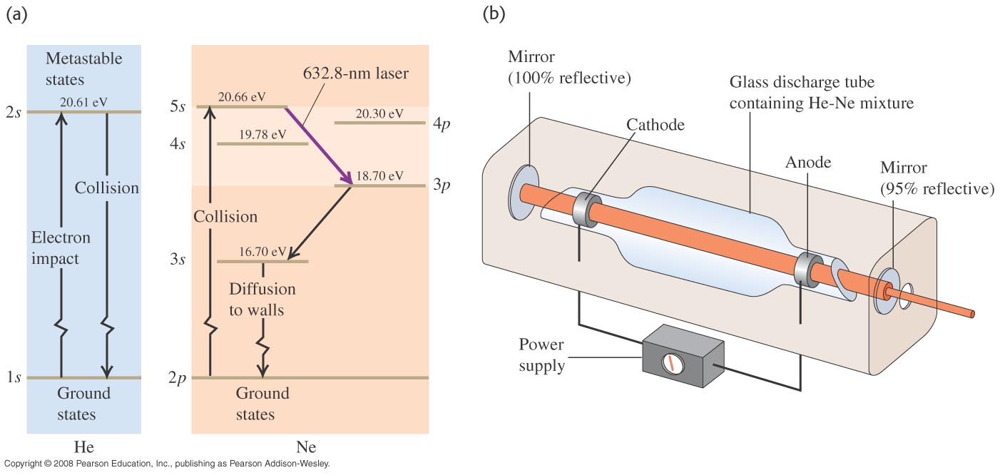 (a)
Metastable
states
20.61 eV
2s
Collision
Electron
impact
1s
Ground
states
He
632.8-nm laser
5s
20.66 eV
20.30 eV
4p
4s
19.78 eV
18.70 eV
3p
Collision
3s
16.70 eV
Diffusion
to walls
2p
Ground
states
Ne
(b)
Mirror
(100% reflective)
Glass discharge tube
containing He-Ne mixture
Cathode
Anode
Mirror
(95% reflective)
Power
supply
Copyright © 2008 Pearson Education, Inc., publishing as Pearson Addison-Wesley.